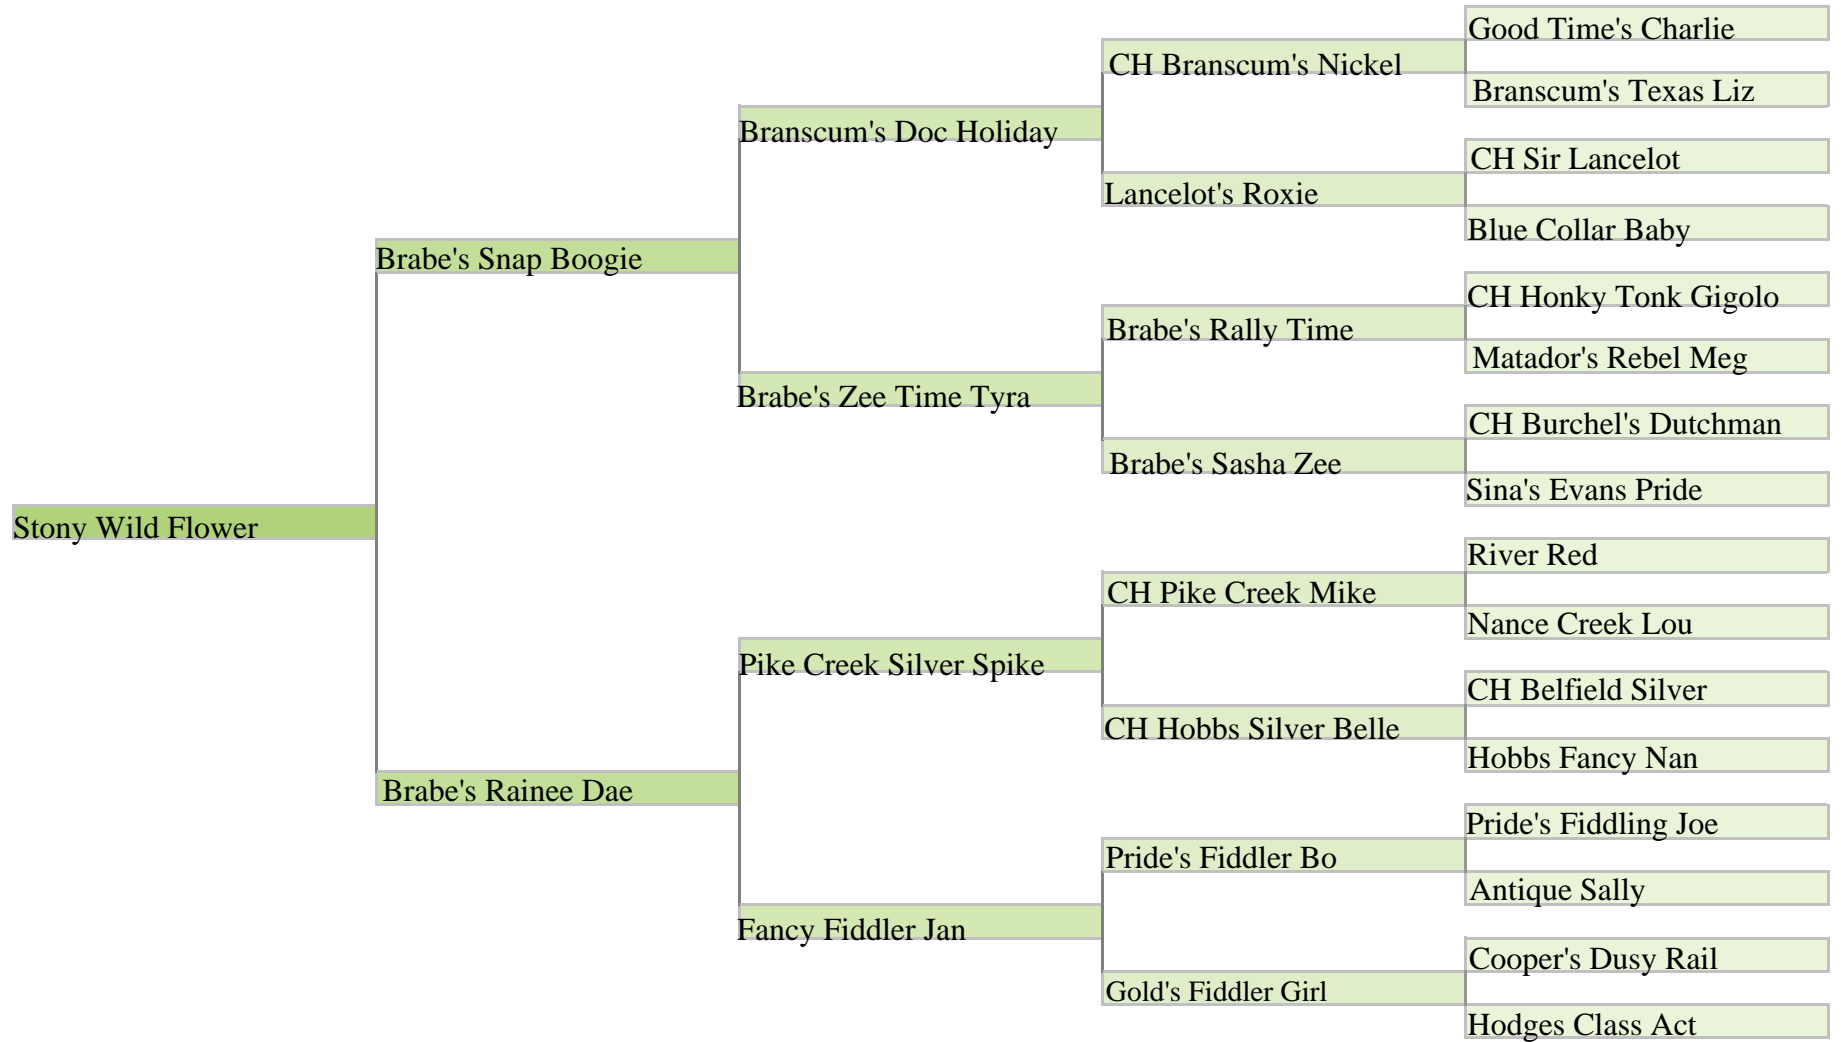 Good Time's Charlie
CH Branscum's Nickel
Branscum's Texas Liz
Branscum's Doc Holiday
CH Sir Lancelot
Lancelot's Roxie
Blue Collar Baby
Brabe's Snap Boogie
CH Honky Tonk Gigolo
Brabe's Rally Time
Matador's Rebel Meg
Brabe's Zee Time Tyra
CH Burchel's Dutchman
Brabe's Sasha Zee
Sina's Evans Pride
Stony Wild Flower
River Red
CH Pike Creek Mike
Nance Creek Lou
Pike Creek Silver Spike
CH Belfield Silver
CH Hobbs Silver Belle
Hobbs Fancy Nan
Brabe's Rainee Dae
Pride's Fiddling Joe
Pride's Fiddler Bo
Antique Sally
Fancy Fiddler Jan
Cooper's Dusy Rail
Gold's Fiddler Girl
Hodges Class Act